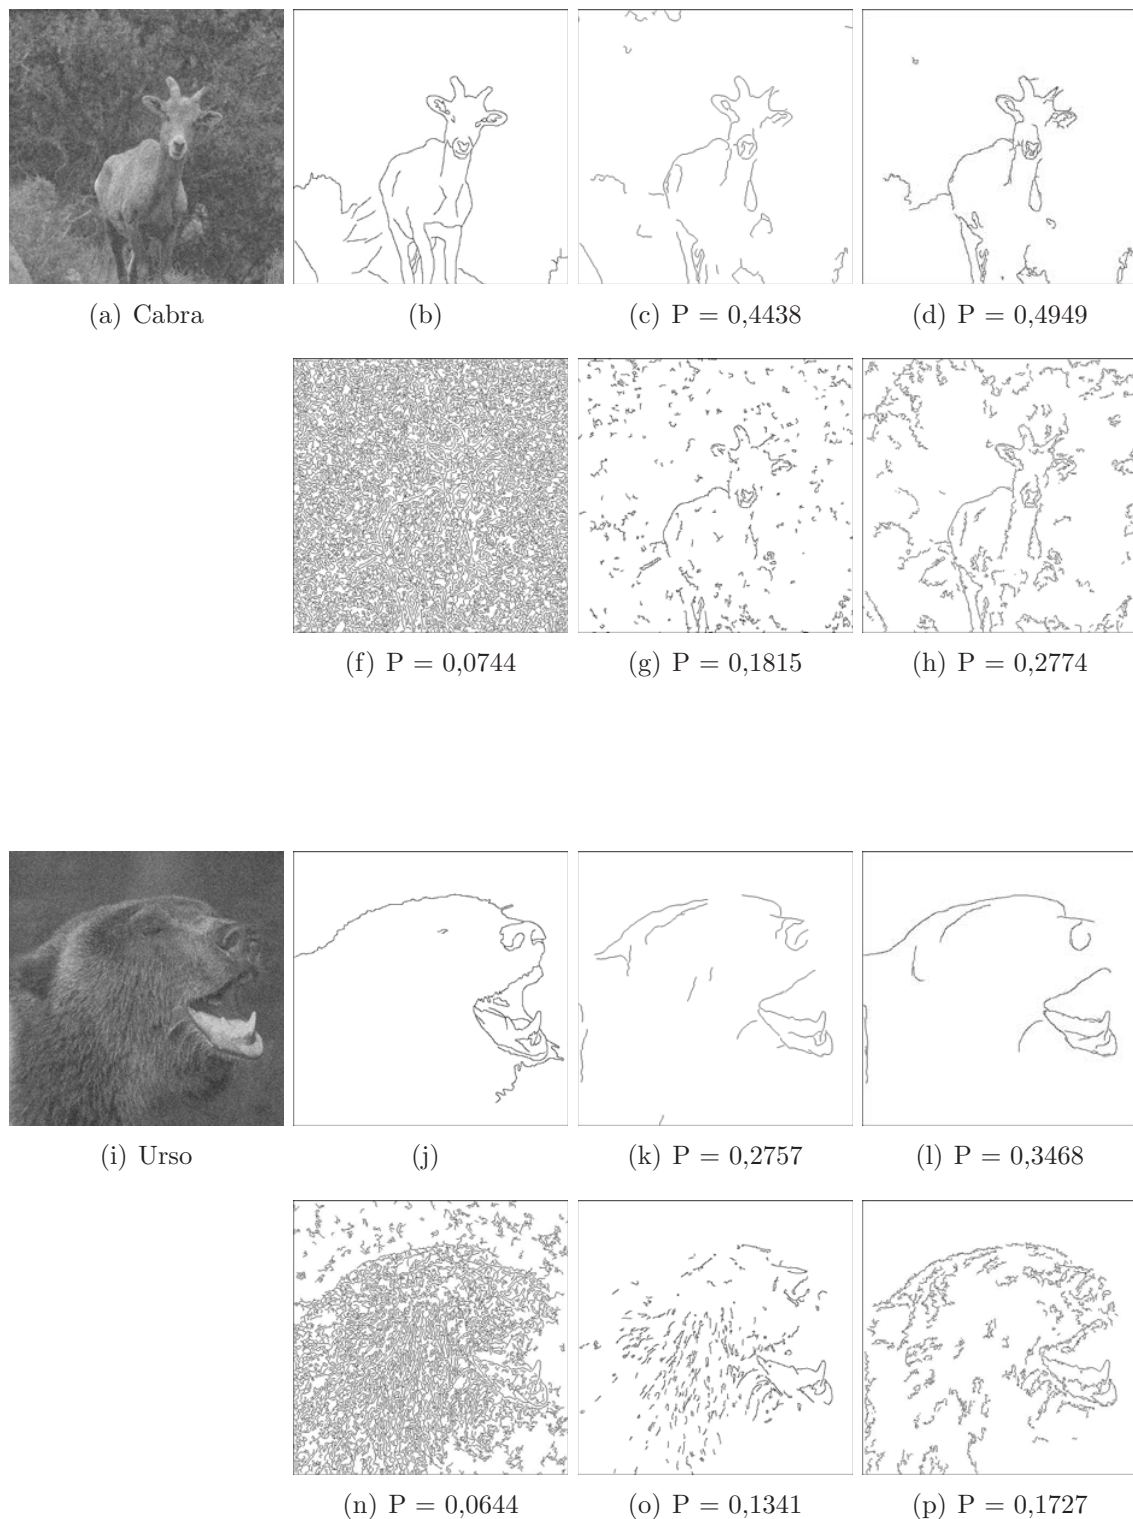 (a) Cabra
(b)
(c) P = 0,4438
(d) P = 0,4949
(f) P = 0,0744
(g) P = 0,1815
(h) P = 0,2774
(i) Urso
(j)
(k) P = 0,2757
(l) P = 0,3468
(n) P = 0,0644
(o) P = 0,1341
(p) P = 0,1727